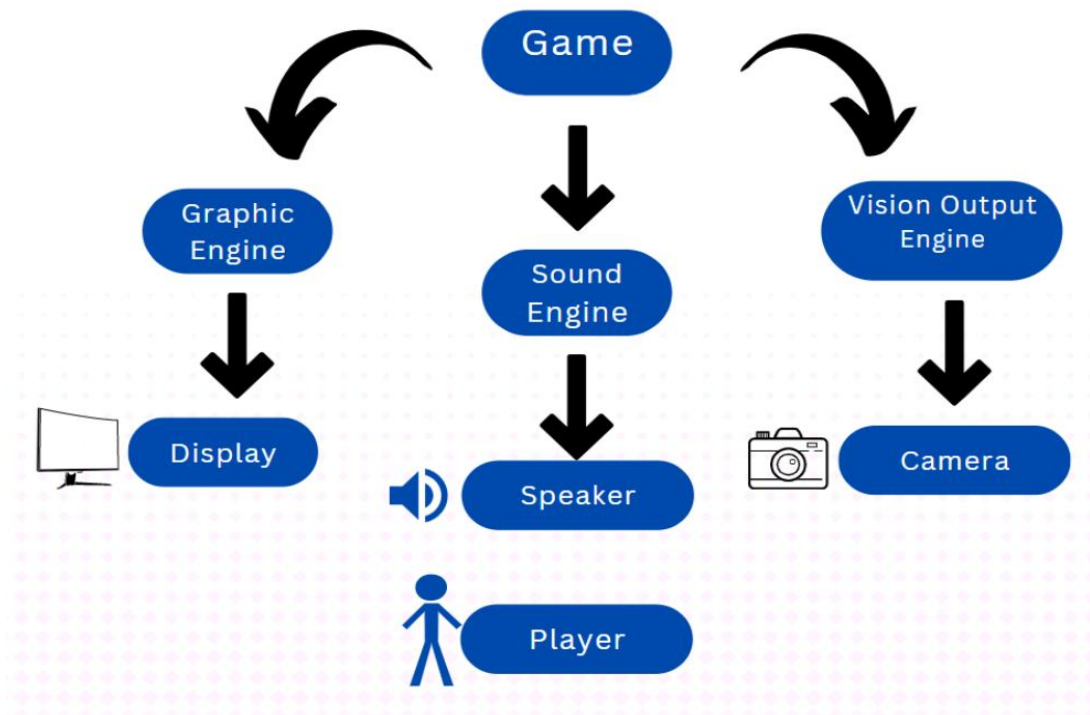 Game
Graphic
Engine
Sound
Engine
Vision Output
Engine
Display
Speaker
Camera
Player